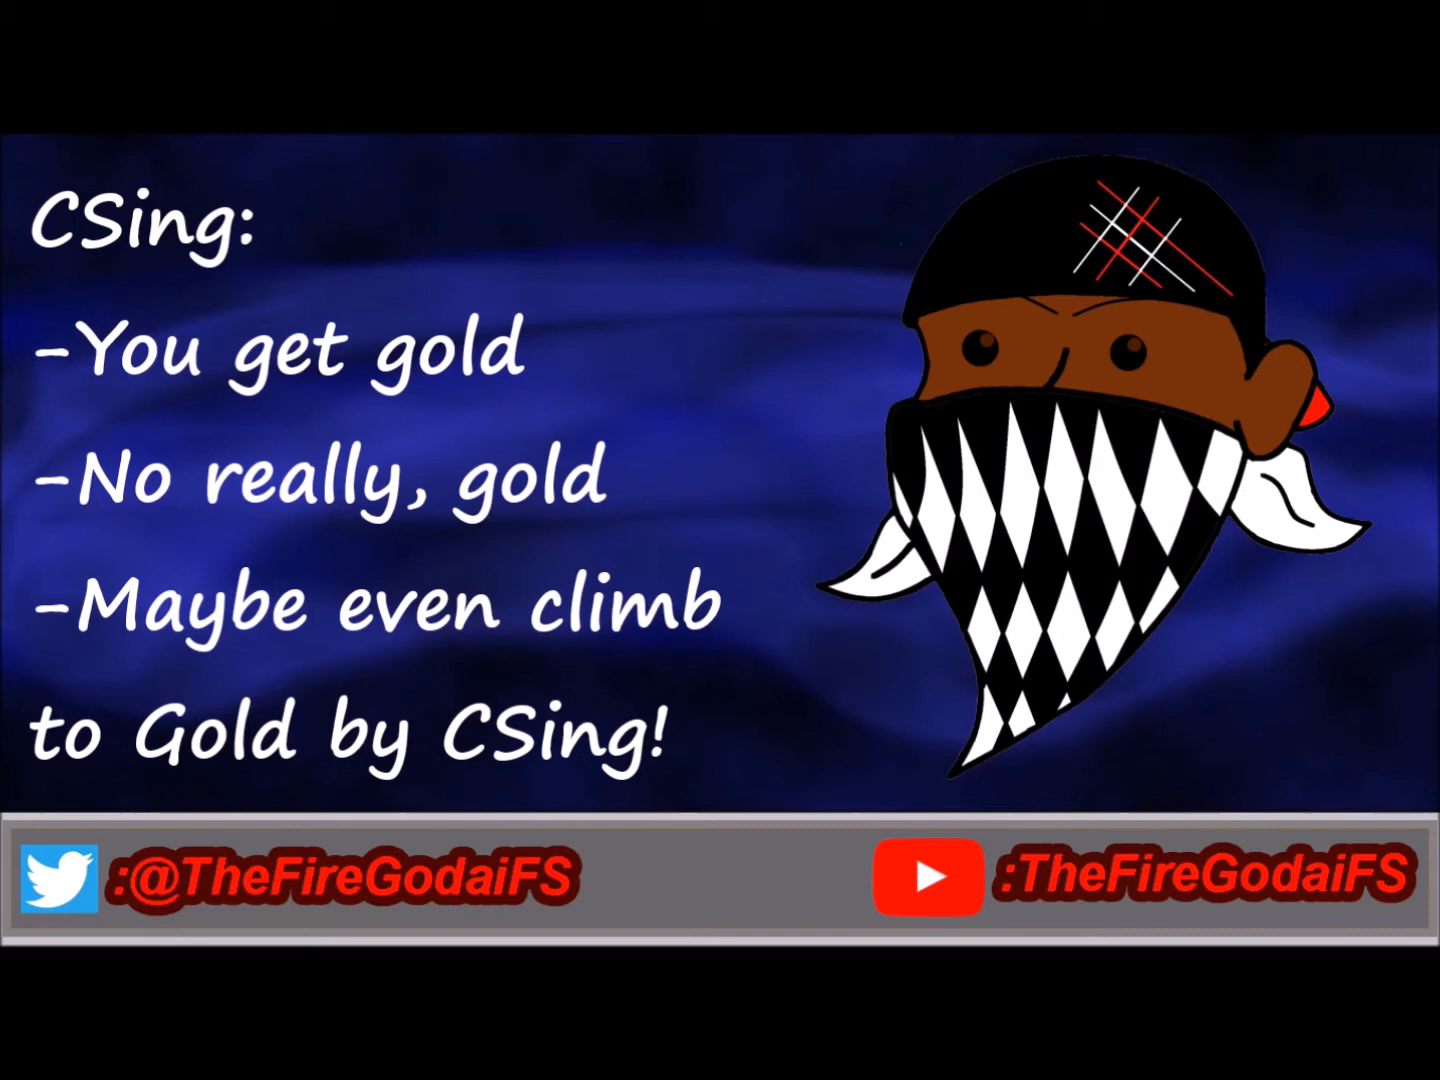 CSing:
-You get gold
-No really, gold
-Maybe even climb
to Gold by CSing!
:@TheFireGodaiFS
:TheFireGodaiFS